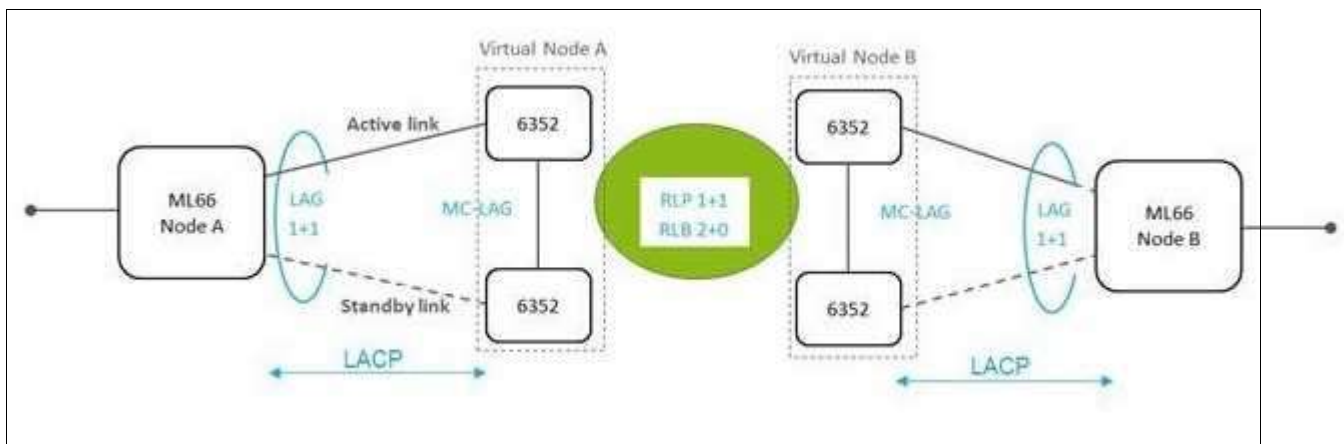 Virtual Node A
Virtual Node B
Active link
6352
6352
ML66
Node A
LAG
1+1
MC-LAG
RLP 1+1
RLB 2+0
MC-LAG
LAG
1+1
ML66
Node B
Standby link
6352
6352
LACP
LACP